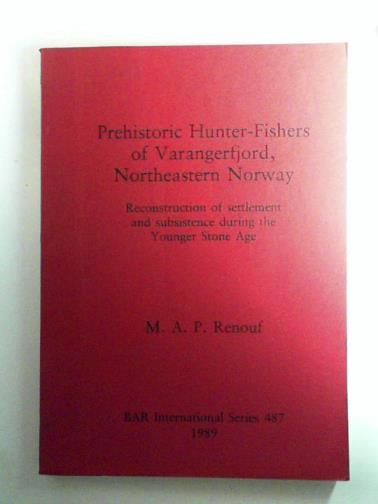 Prehistoric Hunter-Fishers
of Varangerfjord,
Northeastern Norway
Reconstruction of settlement
and subsistence during the
Younger Stone Age
M. A. P. Renouf
BAR International Series 487
1989